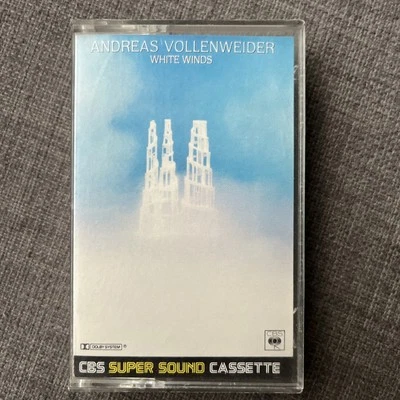 ANDREAS VOLLENWEIDER
WHITE WINDS
DOLBY SYSTEM ®
CBS
CBS SUPER SOUND CASSETTE